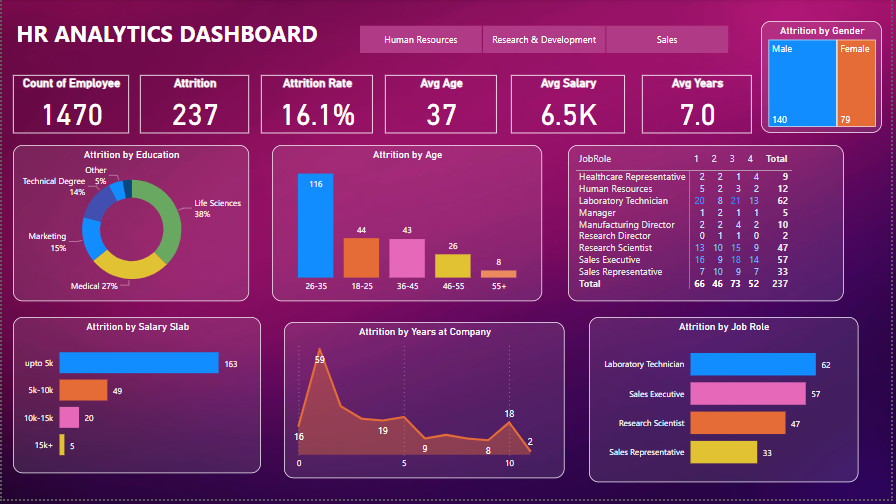 HR ANALYTICS DASHBOARD
Human Resources
Research & Development
Sales
Attrition by Gender
Male
Female
140
79
Count of Employee
1470
Attrition
237
Attrition Rate
16.1%
Avg Age
37
Avg Salary
6.5K
Avg Years
7.0
Attrition by Education
Other
5%
Technical Degree
14%
Life Sciences
38%
Marketing
15%
Medical 27%
Attrition by Age
116
44
43
26
8
26-35 18-25 36-45 46-55 55+
JobRole 1 2 3 4 Total
Healthcare Representative 2 2 1 4 9
Human Resources 5 2 3 2 12
Laboratory Technician 20 8 21 13 62
Manager 1 2 1 1 5
Manufacturing Director 2 2 4 2 10
Research Director 0 1 1 0 2
Research Scientist 13 10 15 9 47
Sales Executive 16 9 18 14 57
Sales Representative 7 10 9 7 33
Total 66 46 73 52 237
Attrition by Salary Slab
upto 5k 163
5k-10k 49
10k-15k 20
15k+ 5
Attrition by Years at Company
59
16
19
9
8
18
2
0 5 10
Attrition by Job Role
Laboratory Technician 62
Sales Executive 57
Research Scientist 47
Sales Representative 33